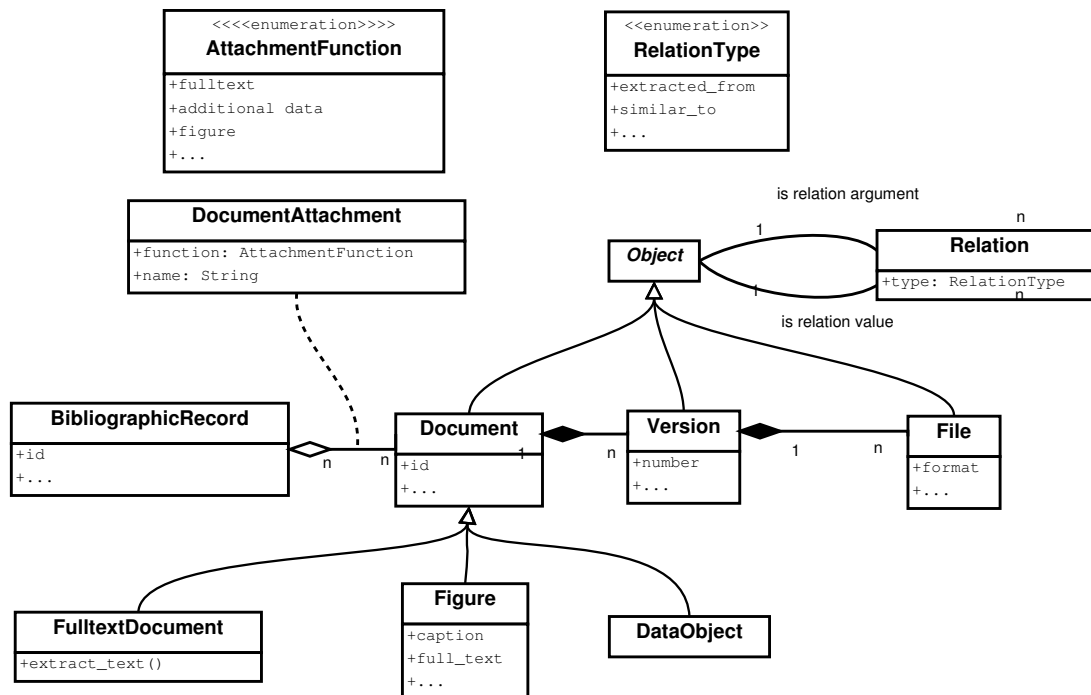 <<<<enumeration>>>>
AttachmentFunction
+fulltext
+additional data
+figure
+...
<<enumeration>>
RelationType
+extracted_from
+similar_to
+...
DocumentAttachment
+function: AttachmentFunction
+name: String
is relation argument
1
n
Object
Relation
+type: RelationType
1
n
is relation value
BibliographicRecord
+id
+...
n
n
Document
+id
+...
1
n
Version
+number
+...
1
n
File
+format
+...
FulltextDocument
+extract_text()
Figure
+caption
+full_text
+...
DataObject